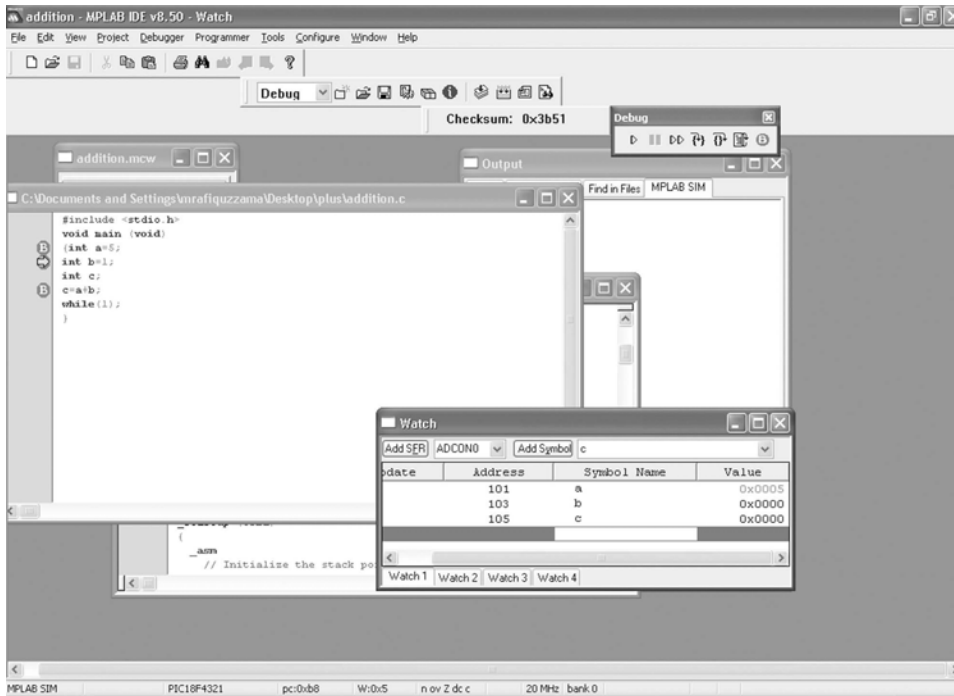 addition - MPLAB IDE v8.50 - Watch
File Edit View Project Debugger Programmer Tools Configure Window Help
Debug
Checksum: 0x3b51
Debug
addition.mcw
Output
Find in Files MPLAB SIM
C:\Documents and Settings\mrafiquzzama\Desktop\plus\addition.c
#include <stdio.h>
void main (void)
{int a=5;
int b=1;
int c;
c=a+b;
while(1);
}
Watch
Add SFR ADCON0 Add Symbol c
pdate Address Symbol Name Value
101 a 0x0005
103 b 0x0000
105 c 0x0000
{
_asm
// Initialize the stack po
Watch 1 Watch 2 Watch 3 Watch 4
MPLAB SIM PIC18F4321 pc:0xb8 W:0x5 n ov Z dc c 20 MHz bank 0